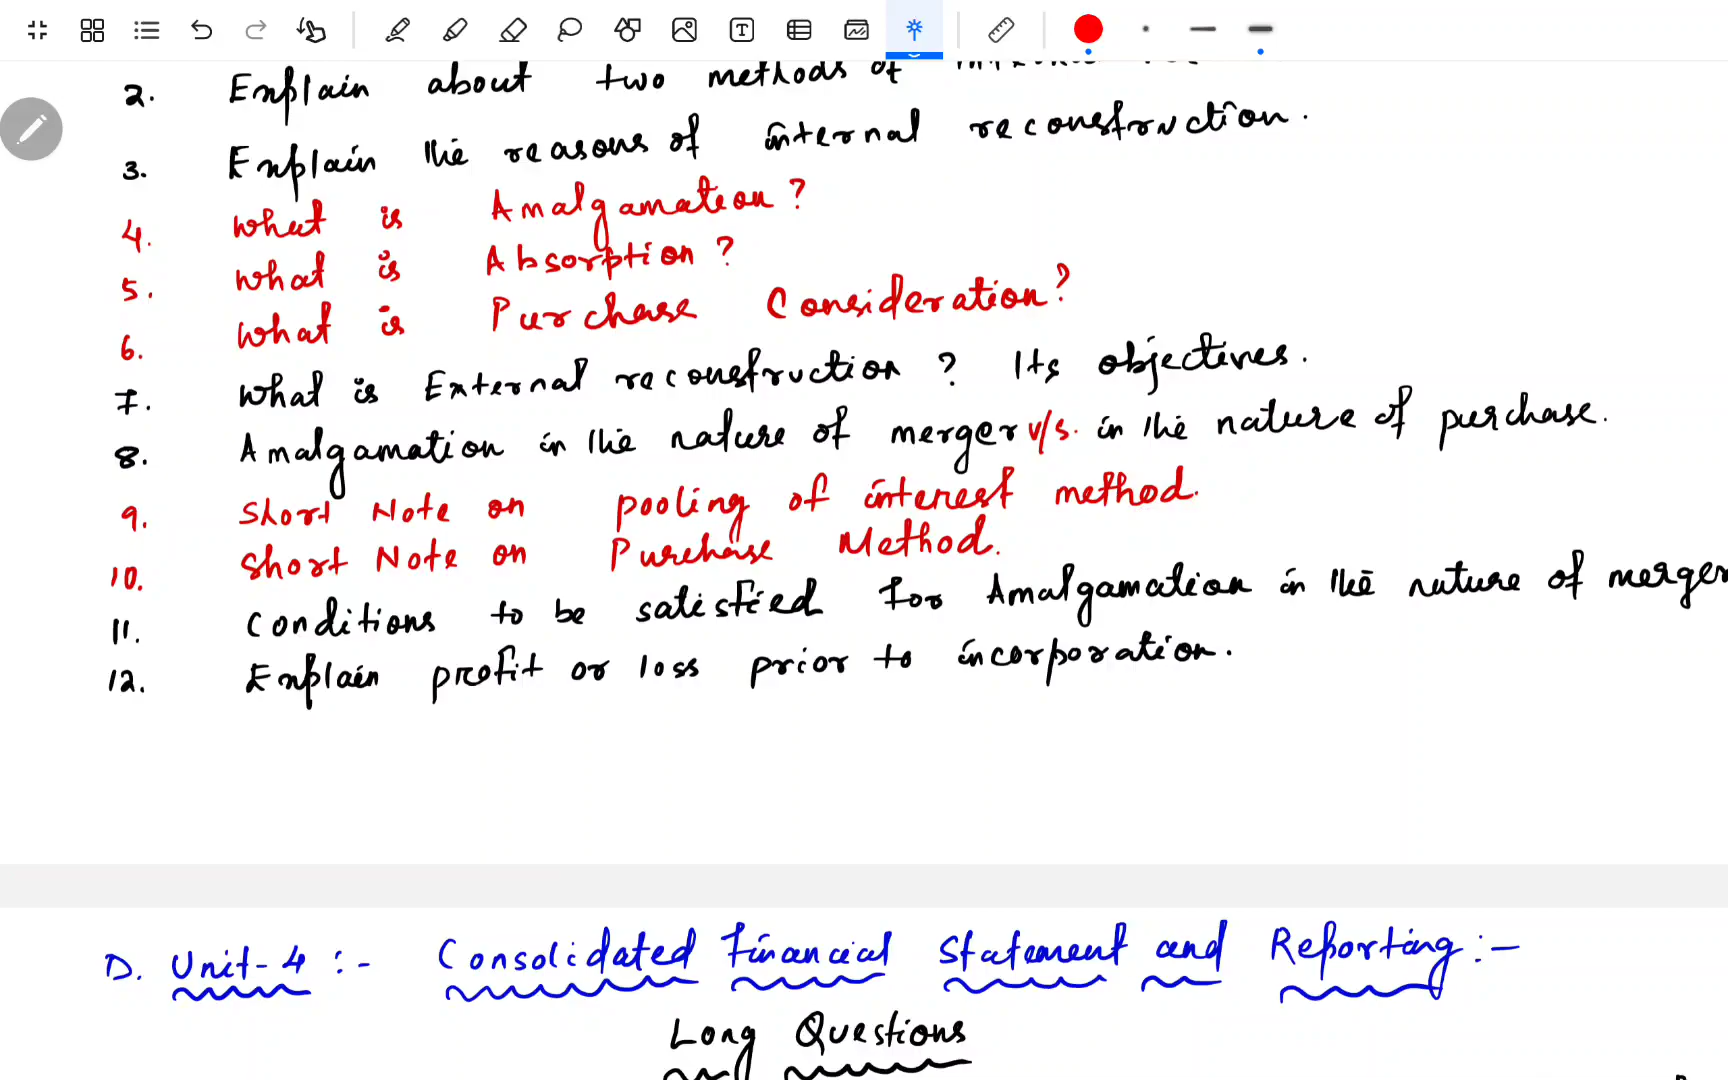 2. Explain about two methods of
3. Explain the reasons of internal reconstruction.
4. What is Amalgamation?
5. What is Absorption?
6. What is Purchase Consideration?
7. What is External reconstruction? Its objectives.
8. Amalgamation in the nature of merger v/s. in the nature of purchase.
9. Short Note on pooling of interest method.
10. Short Note on Purchase Method.
11. Conditions to be satisfied for Amalgamation in the nature of merger
12. Explain profit or loss prior to incorporation.
D. Unit-4 :- Consolidated Financial Statement and Reporting:-
Long Questions